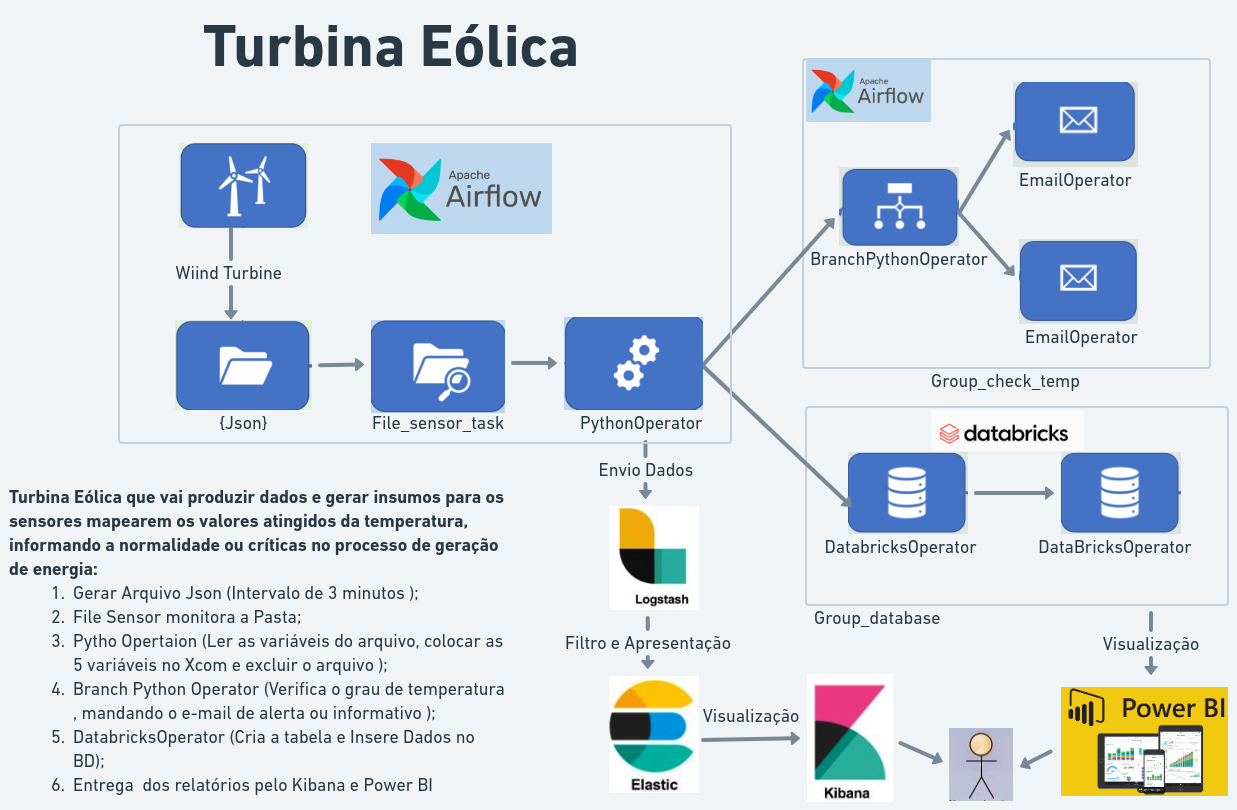 Turbina Eólica
Apache
Airflow
Wiind Turbine
{Json}
File_sensor_task
PythonOperator
Apache
Airflow
EmailOperator
BranchPythonOperator
EmailOperator
Group_check_temp
databricks
DatabricksOperator
DataBricksOperator
Group_database
Envio Dados
Logstash
Filtro e Apresentação
Elastic
Visualização
Kibana
Visualização
Power BI
Turbina Eólica que vai produzir dados e gerar insumos para os
sensores mapearem os valores atingidos da temperatura,
informando a normalidade ou críticas no processo de geração
de energia:
1. Gerar Arquivo Json (Intervalo de 3 minutos );
2. File Sensor monitora a Pasta;
3. Pytho Opertaion (Ler as variáveis do arquivo, colocar as
5 variáveis no Xcom e excluir o arquivo );
4. Branch Python Operator (Verifica o grau de temperatura
, mandando o e-mail de alerta ou informativo );
5. DatabricksOperator (Cria a tabela e Insere Dados no
BD);
6. Entrega dos relatórios pelo Kibana e Power BI